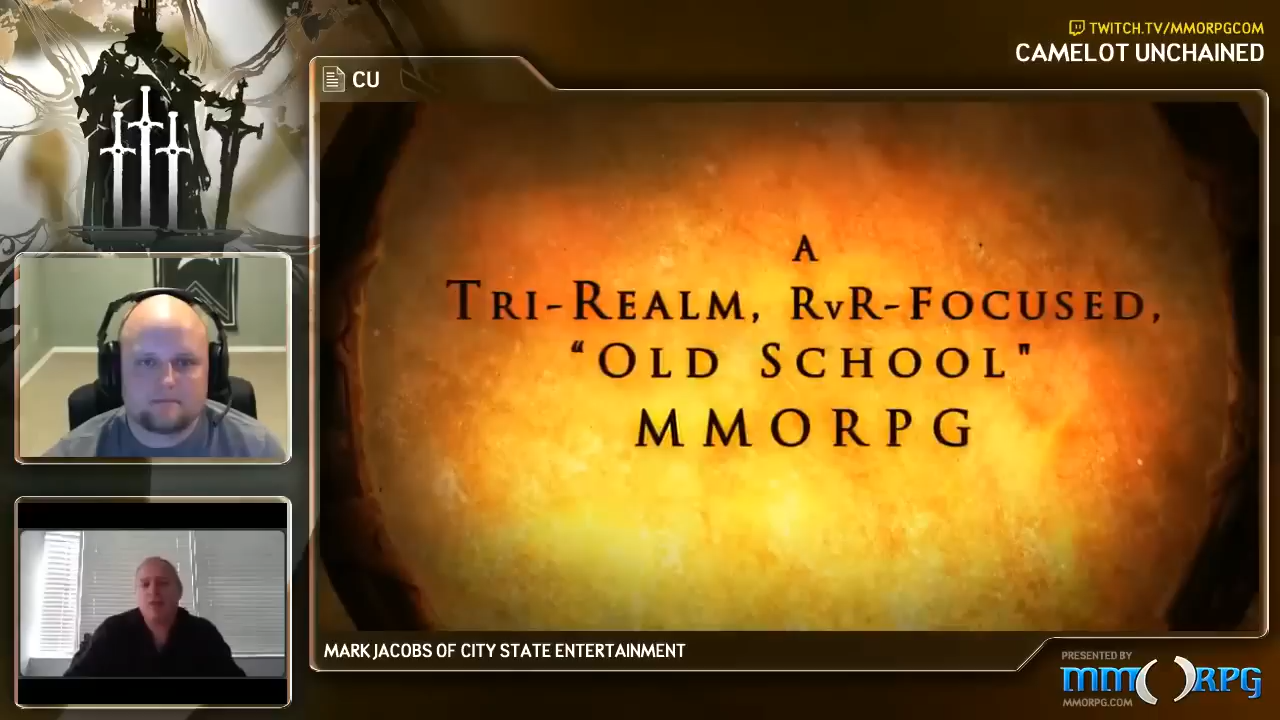 TWITCH.TV/MMORPGCOM
CAMELOT UNCHAINED
CU
A
TRI-REALM, RVR-FOCUSED,
“OLD SCHOOL"
MMORPG
MARK JACOBS OF CITY STATE ENTERTAINMENT
PRESENTED BY
MMORPG
MMORPG.COM